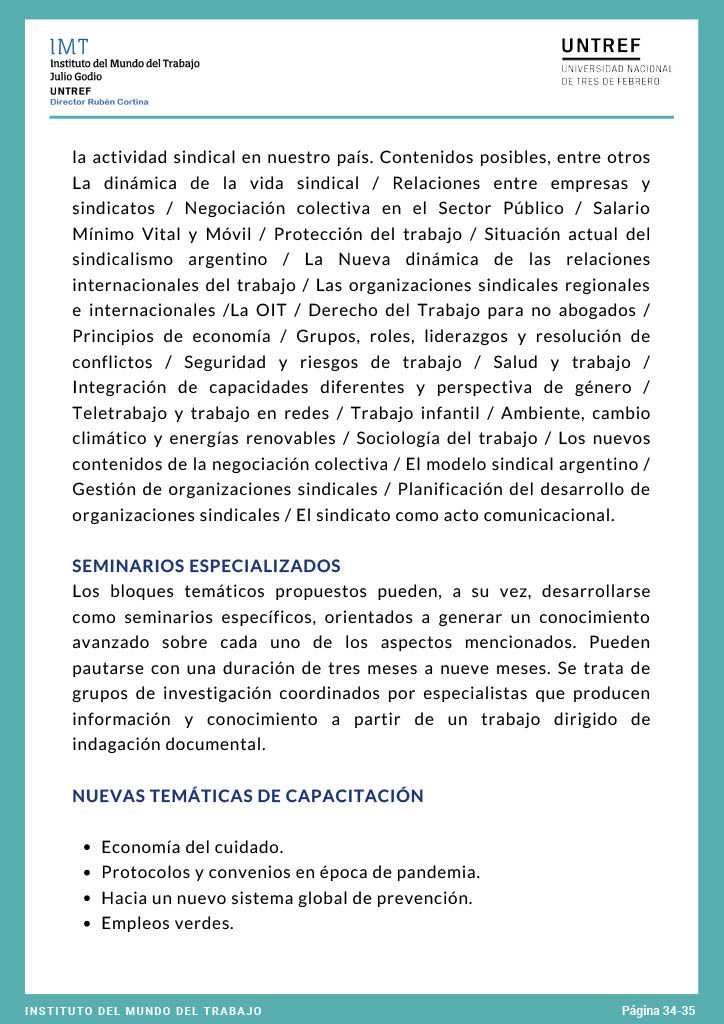 IMT
Instituto del Mundo del Trabajo
Julio Godio
UNTREF
Director Rubén Cortina
UNTREF
UNIVERSIDAD NACIONAL
DE TRES DE FEBRERO
la actividad sindical en nuestro país. Contenidos posibles, entre otros
La dinámica de la vida sindical / Relaciones entre empresas y
sindicatos / Negociación colectiva en el Sector Público / Salario
Mínimo Vital y Móvil / Protección del trabajo / Situación actual del
sindicalismo argentino / La Nueva dinámica de las relaciones
internacionales del trabajo / Las organizaciones sindicales regionales
e internacionales /La OIT / Derecho del Trabajo para no abogados /
Principios de economía / Grupos, roles, liderazgos y resolución de
conflictos / Seguridad y riesgos de trabajo / Salud y trabajo /
Integración de capacidades diferentes y perspectiva de género /
Teletrabajo y trabajo en redes / Trabajo infantil / Ambiente, cambio
climático y energías renovables / Sociología del trabajo / Los nuevos
contenidos de la negociación colectiva / El modelo sindical argentino /
Gestión de organizaciones sindicales / Planificación del desarrollo de
organizaciones sindicales / El sindicato como acto comunicacional.
SEMINARIOS ESPECIALIZADOS
Los bloques temáticos propuestos pueden, a su vez, desarrollarse
como seminarios específicos, orientados a generar un conocimiento
avanzado sobre cada uno de los aspectos mencionados. Pueden
pautarse con una duración de tres meses a nueve meses. Se trata de
grupos de investigación coordinados por especialistas que producen
información y conocimiento a partir de un trabajo dirigido de
indagación documental.
NUEVAS TEMÁTICAS DE CAPACITACIÓN
• Economía del cuidado.
• Protocolos y convenios en época de pandemia.
• Hacia un nuevo sistema global de prevención.
• Empleos verdes.
INSTITUTO DEL MUNDO DEL TRABAJO
Página 34-35